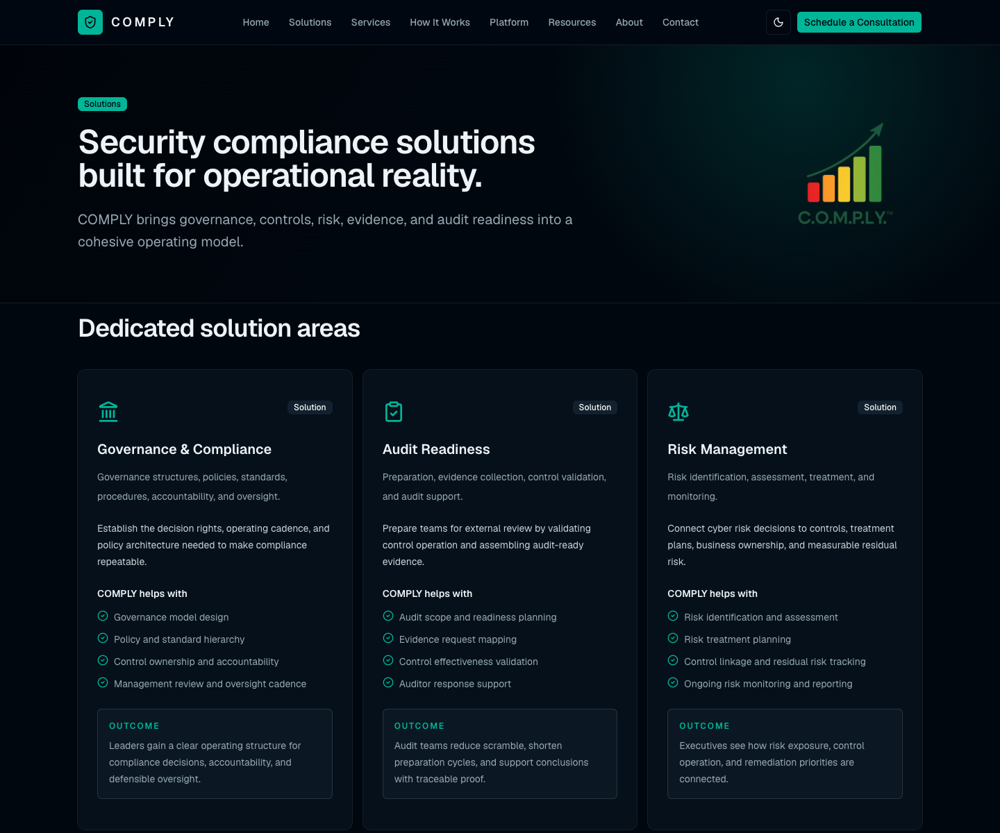 COMPLY
Home
Solutions
Services
How It Works
Platform
Resources
About
Contact
Schedule a Consultation
Solutions
Security compliance solutions
built for operational reality.
COMPLY brings governance, controls, risk, evidence, and audit readiness into a
cohesive operating model.
C.O.M.P.L.Y.™
Dedicated solution areas
Solution
Governance & Compliance
Governance structures, policies, standards,
procedures, accountability, and oversight.
Establish the decision rights, operating cadence, and
policy architecture needed to make compliance
repeatable.
COMPLY helps with
Governance model design
Policy and standard hierarchy
Control ownership and accountability
Management review and oversight cadence
OUTCOME
Leaders gain a clear operating structure for
compliance decisions, accountability, and
defensible oversight.
Solution
Audit Readiness
Preparation, evidence collection, control validation,
and audit support.
Prepare teams for external review by validating
control operation and assembling audit-ready
evidence.
COMPLY helps with
Audit scope and readiness planning
Evidence request mapping
Control effectiveness validation
Auditor response support
OUTCOME
Audit teams reduce scramble, shorten
preparation cycles, and support conclusions
with traceable proof.
Solution
Risk Management
Risk identification, assessment, treatment, and
monitoring.
Connect cyber risk decisions to controls, treatment
plans, business ownership, and measurable residual
risk.
COMPLY helps with
Risk identification and assessment
Risk treatment planning
Control linkage and residual risk tracking
Ongoing risk monitoring and reporting
OUTCOME
Executives see how risk exposure, control
operation, and remediation priorities are
connected.